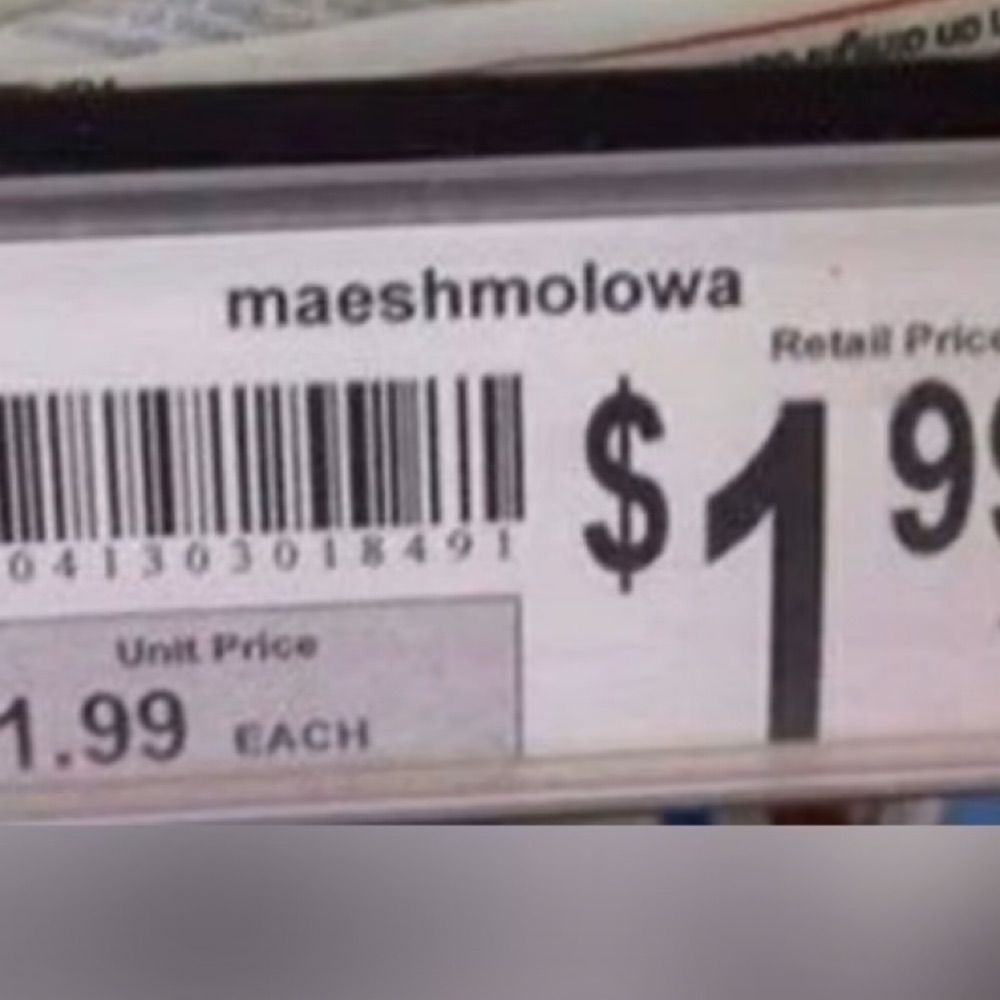 maeshmolowa
Retail Price
$1.99
041303018491
Unit Price
1.99 EACH